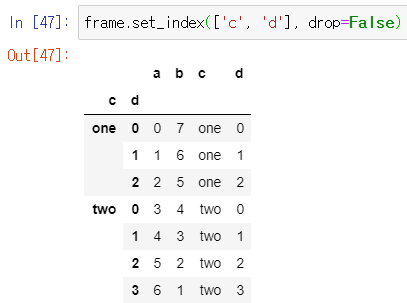 In [47]: frame.set_index(['c', 'd'], drop=False)
Out[47]:
a b c d
c d
one 0 0 7 one 0
1 1 6 one 1
2 2 5 one 2
two 0 3 4 two 0
1 4 3 two 1
2 5 2 two 2
3 6 1 two 3